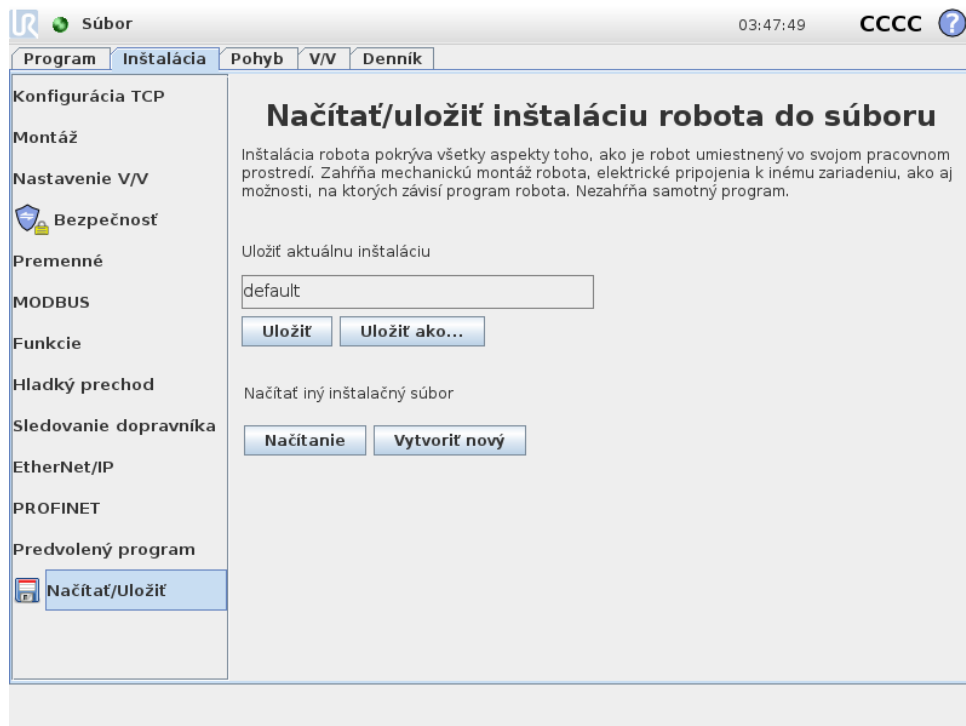 UR
Súbor
03:47:49
CCCC
?
Program
Inštalácia
Pohyb
V/V
Denník
Konfigurácia TCP
Montáž
Nastavenie V/V
Bezpečnosť
Premenné
MODBUS
Funkcie
Hladký prechod
Sledovanie dopravníka
EtherNet/IP
PROFINET
Predvolený program
Načítať/Uložiť
Načítať/uložiť inštaláciu robota do súboru
Inštalácia robota pokrýva všetky aspekty toho, ako je robot umiestnený vo svojom pracovnom
prostredí. Zahŕňa mechanickú montáž robota, elektrické pripojenia k inému zariadeniu, ako aj
možnosti, na ktorých závisí program robota. Nezahŕňa samotný program.
Uložiť aktuálnu inštaláciu
default
Uložiť
Uložiť ako...
Načítať iný inštalačný súbor
Načítanie
Vytvoriť nový